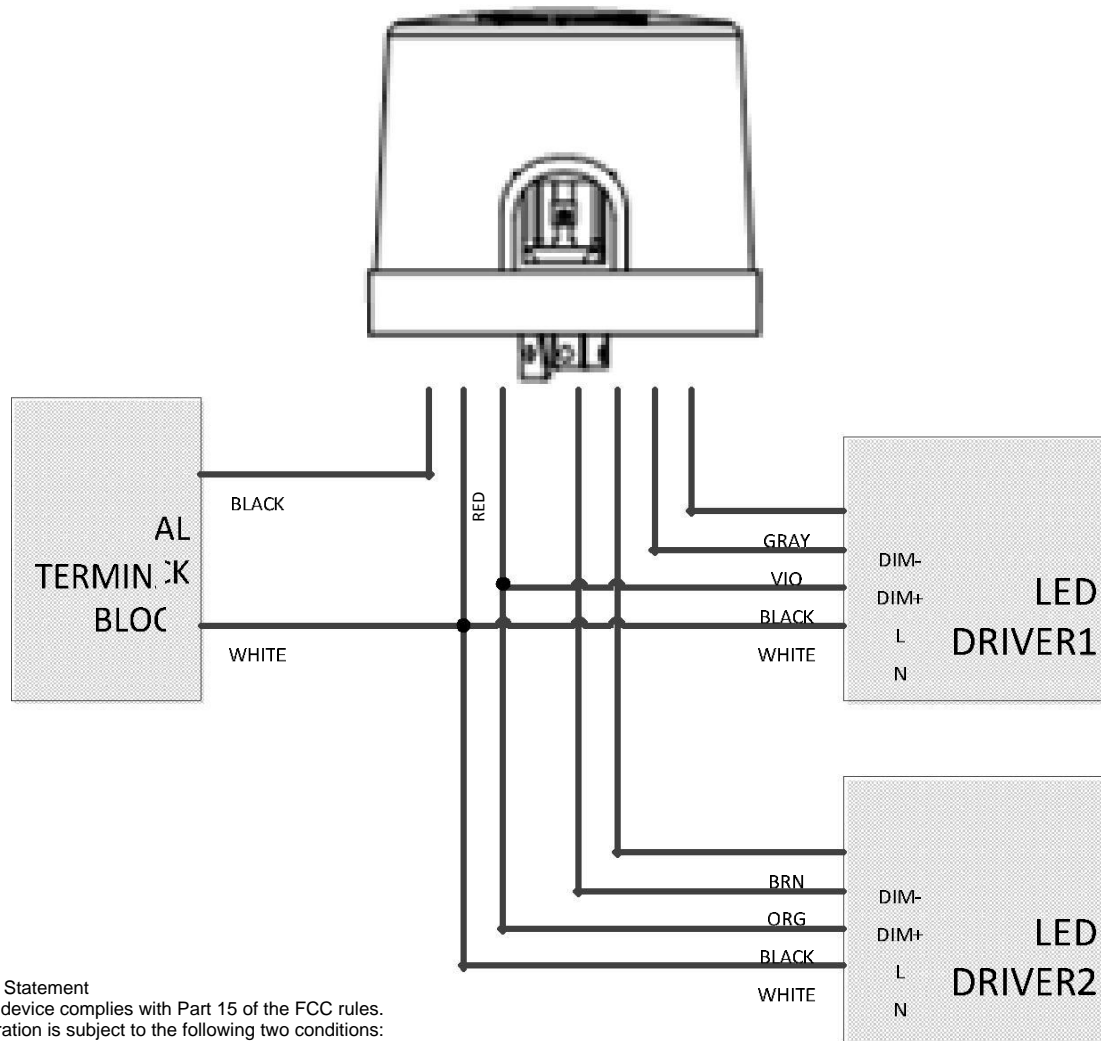 BLACK
RED
AL
TERMIN CK
BLOC
WHITE
GRAY
VIO
BLACK
WHITE
DIM-
DIM+
L
N
LED
DRIVER1
BRN
ORG
BLACK
WHITE
DIM-
DIM+
L
N
LED
DRIVER2
Statement
device complies with Part 15 of the FCC rules.
ration is subject to the following two conditions: